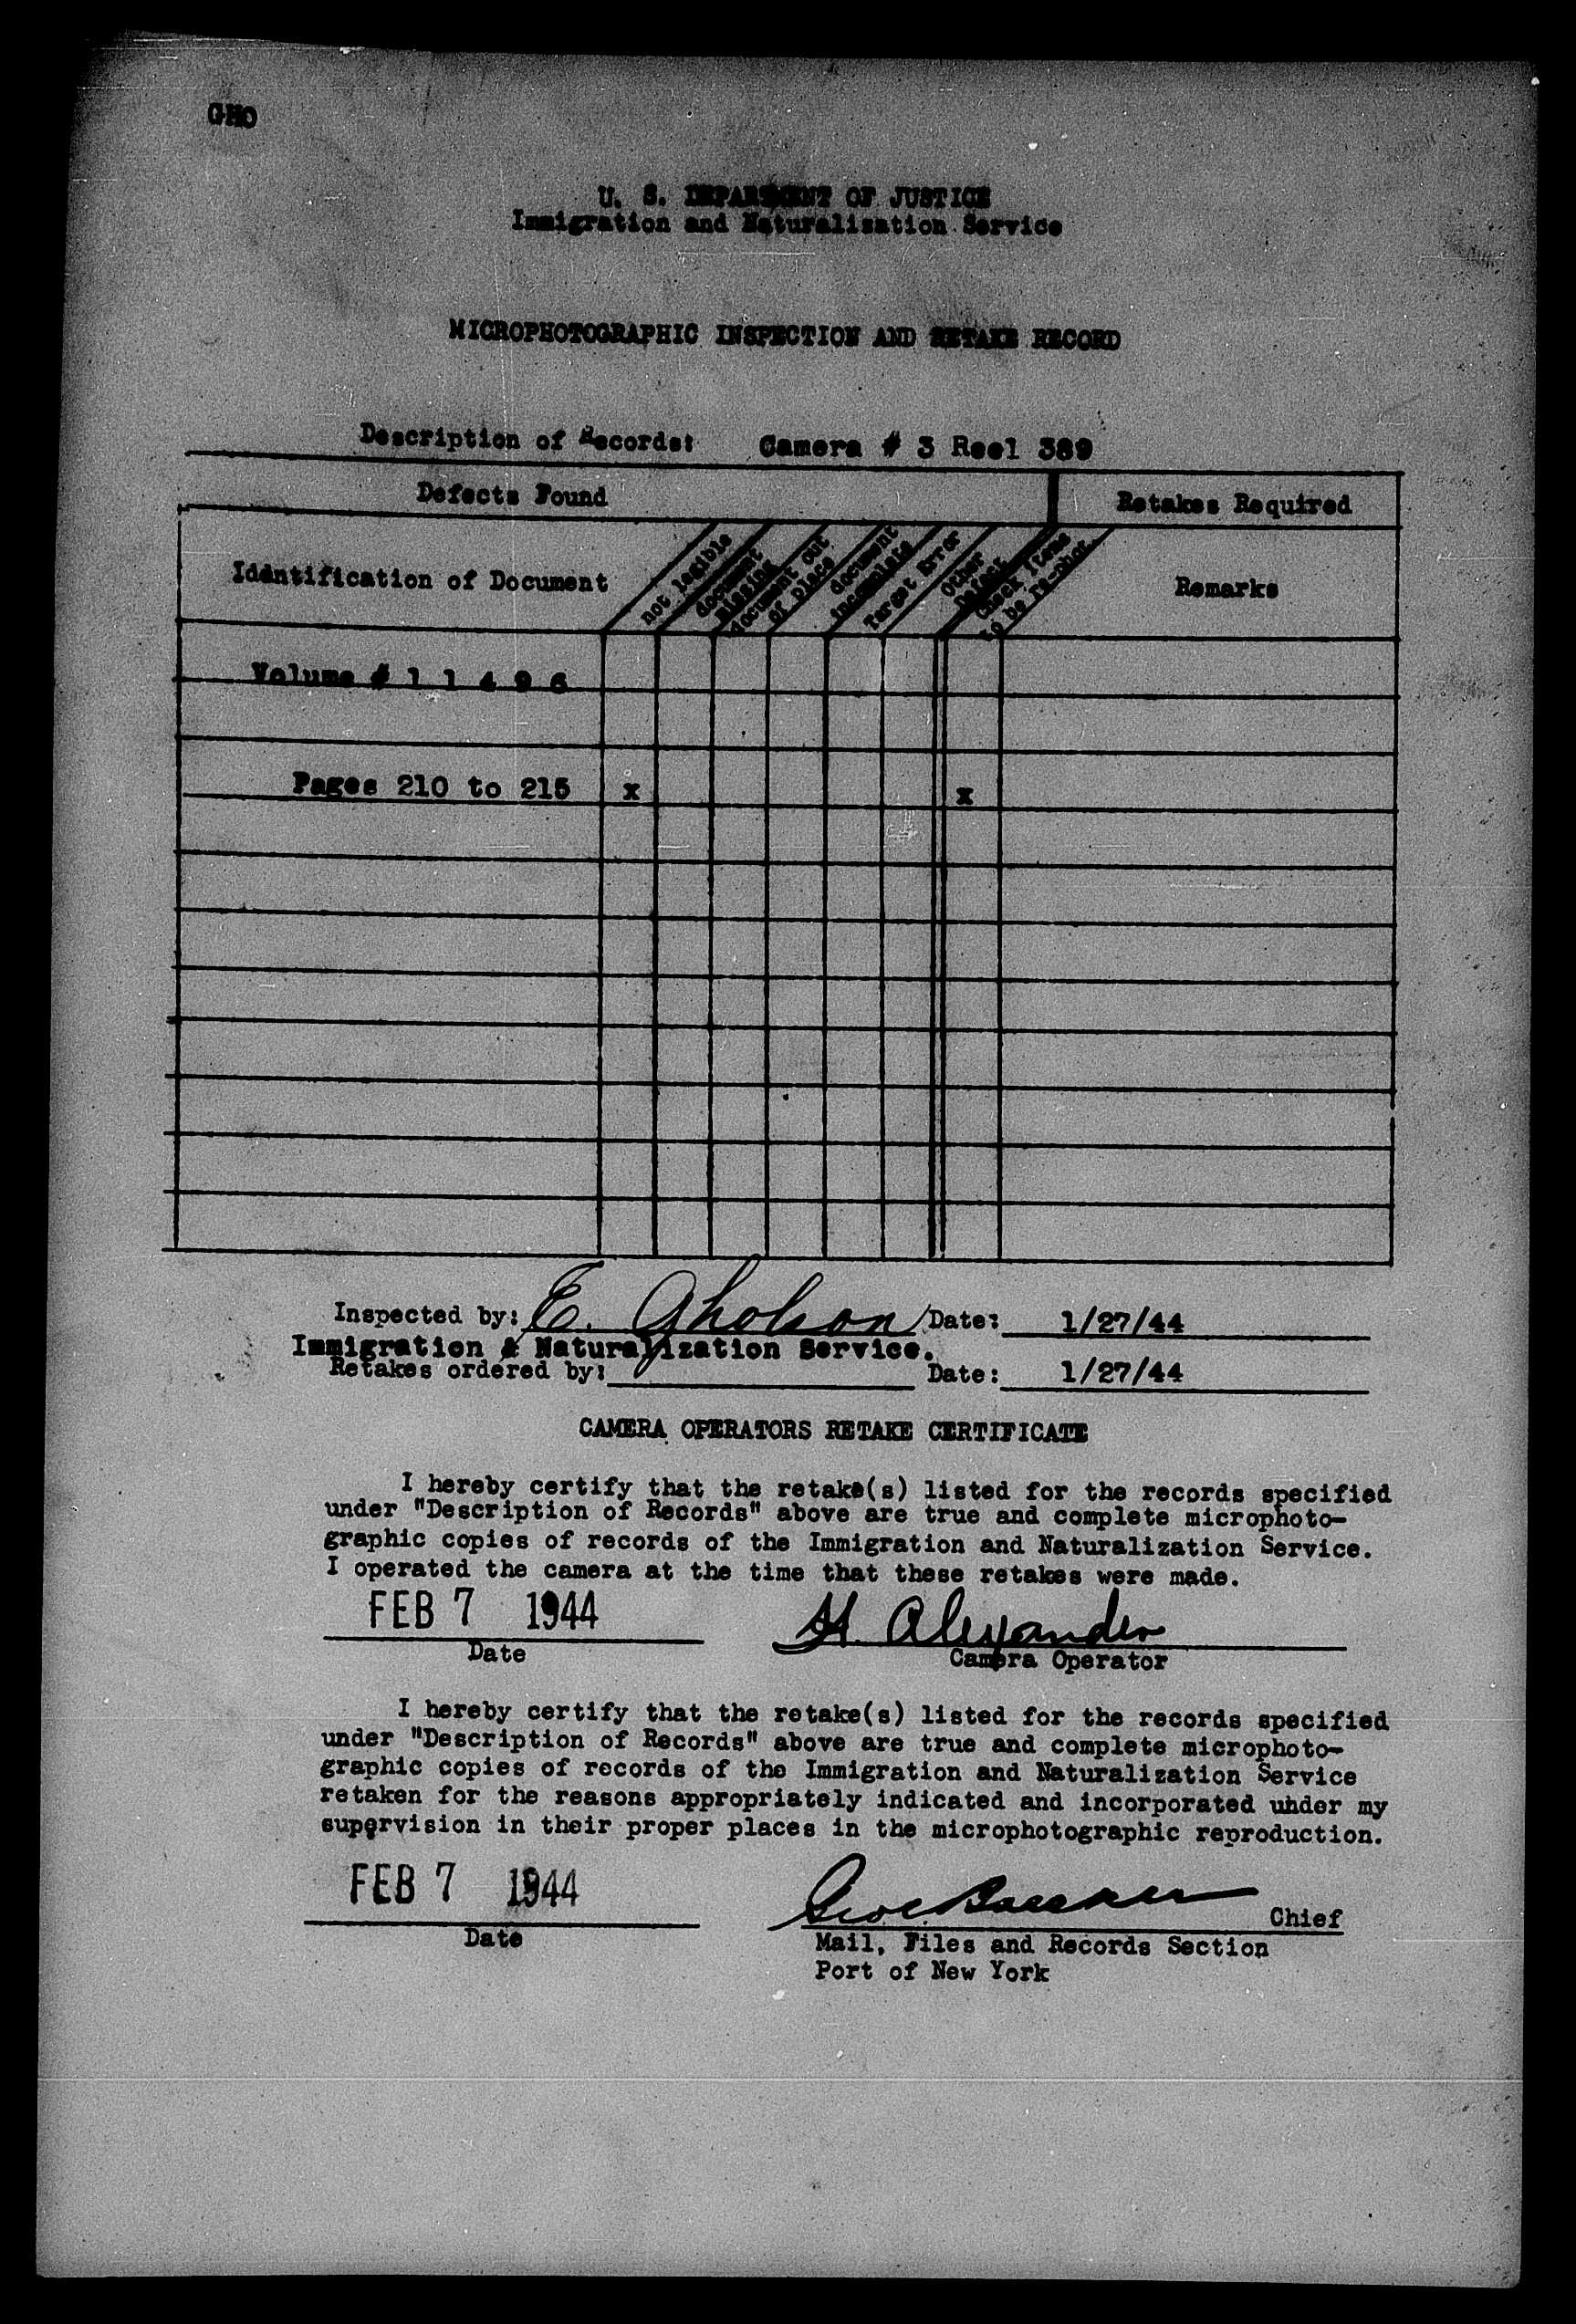 GHO
U. S. DEPARTMENT OF JUSTICE
Immigration and Naturalization Service
MICROPHOTOGRAPHIC INSPECTION AND RETAKE RECORD
Description of Records: Camera # 3 Reel 389
Defects Found
Retakes Required
Identification of Document
not legible
document missing
document out of place
document incomplete
Target Error
Other Defect
Check items to be re-shot
Remarks
Volume # 1 1 4 9 6
Pages 210 to 215 x x
Inspected by: E. Gholson Date: 1/27/44
Immigration & Naturalization Service.
Retakes ordered by: Date: 1/27/44
CAMERA OPERATORS RETAKE CERTIFICATE
I hereby certify that the retake(s) listed for the records specified
under "Description of Records" above are true and complete microphoto-
graphic copies of records of the Immigration and Naturalization Service.
I operated the camera at the time that these retakes were made.
FEB 7 1944 H. Alexander
Date Camera Operator
I hereby certify that the retake(s) listed for the records specified
under "Description of Records" above are true and complete microphoto-
graphic copies of records of the Immigration and Naturalization Service
retaken for the reasons appropriately indicated and incorporated under my
supervision in their proper places in the microphotographic reproduction.
FEB 7 1944 Chief
Date Mail, Files and Records Section
Port of New York